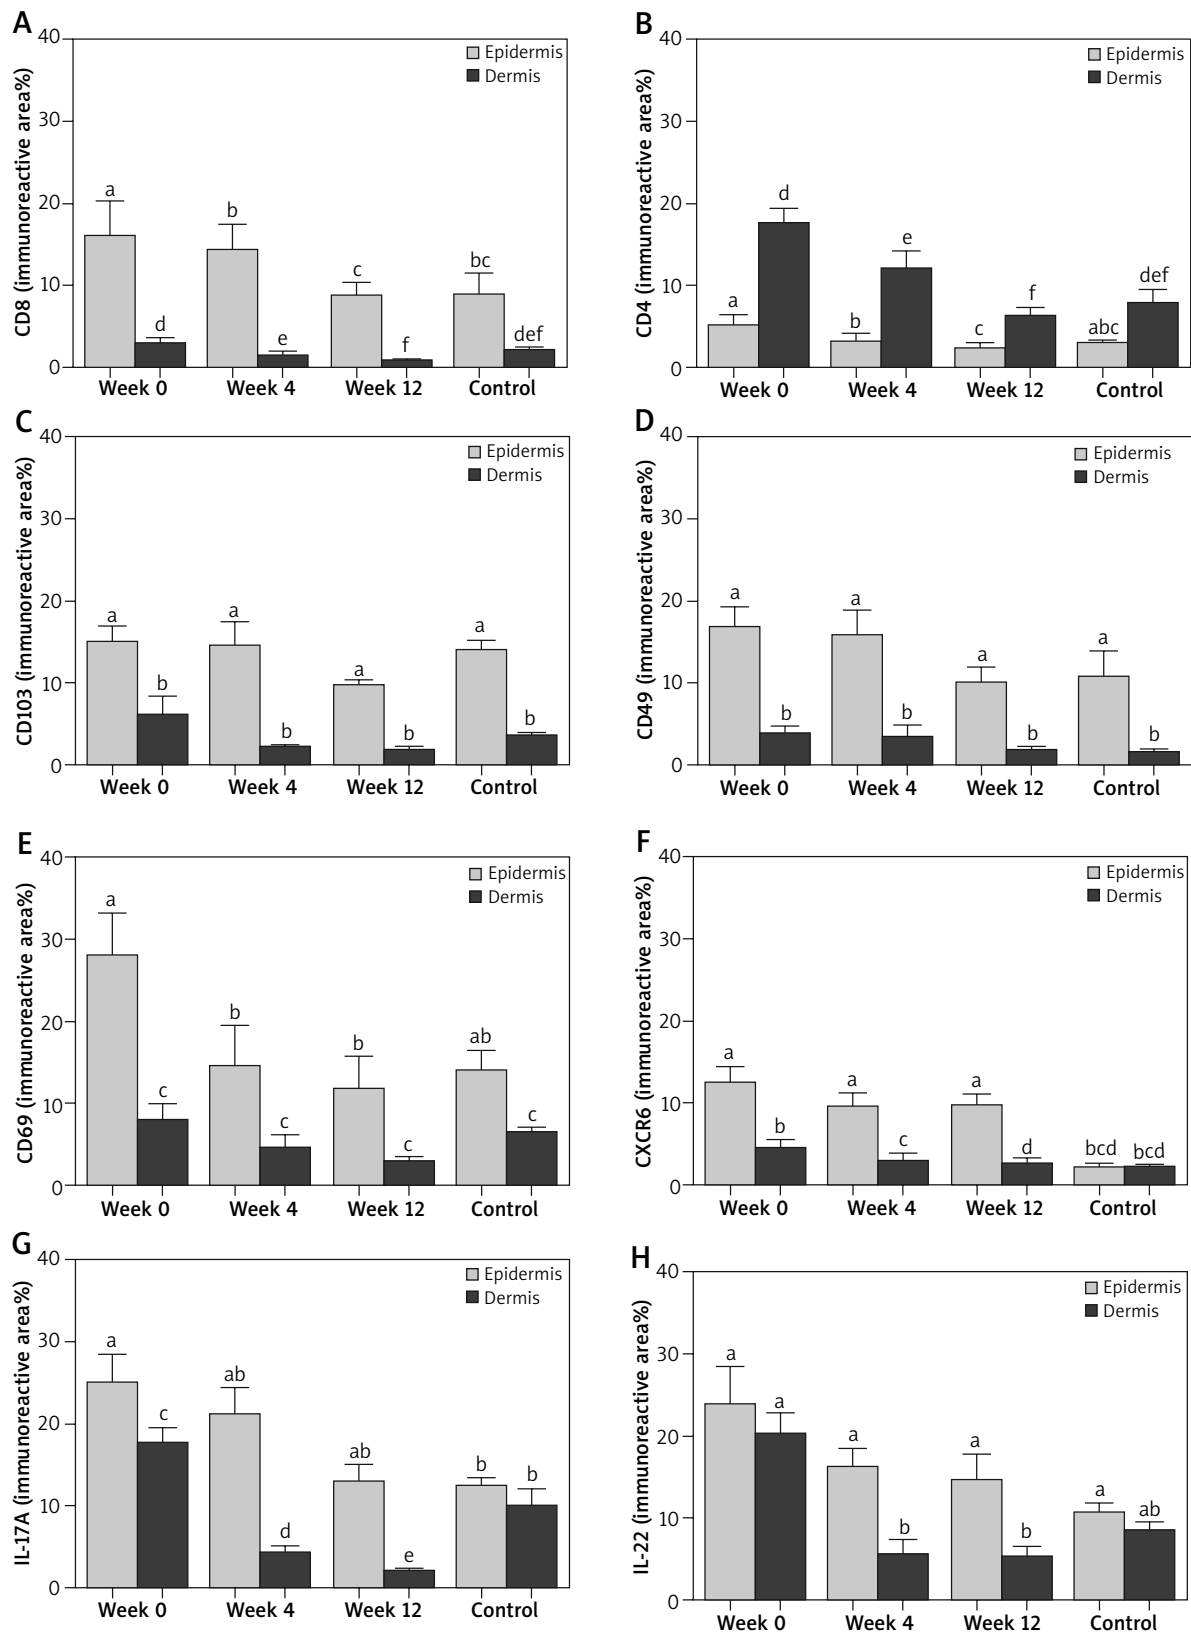 A
CD8 (immunoreactive area%)
40
30
20
10
0
Epidermis
Dermis
a
d
b
e
c
f
bc
def
Week 0
Week 4
Week 12
Control
B
CD4 (immunoreactive area%)
40
30
20
10
0
Epidermis
Dermis
a
d
b
e
c
f
abc
def
Week 0
Week 4
Week 12
Control
C
CD103 (immunoreactive area%)
40
30
20
10
0
Epidermis
Dermis
a
b
a
b
a
b
a
b
Week 0
Week 4
Week 12
Control
D
CD49 (immunoreactive area%)
40
30
20
10
0
Epidermis
Dermis
a
b
a
b
a
b
a
b
Week 0
Week 4
Week 12
Control
E
CD69 (immunoreactive area%)
40
30
20
10
0
Epidermis
Dermis
a
c
b
c
b
c
ab
c
Week 0
Week 4
Week 12
Control
F
CXCR6 (immunoreactive area%)
40
30
20
10
0
Epidermis
Dermis
a
b
a
c
a
d
bcd
bcd
Week 0
Week 4
Week 12
Control
G
IL-17A (immunoreactive area%)
40
30
20
10
0
Epidermis
Dermis
a
c
ab
d
ab
e
b
b
Week 0
Week 4
Week 12
Control
H
IL-22 (immunoreactive area%)
40
30
20
10
0
Epidermis
Dermis
a
a
a
b
a
b
a
ab
Week 0
Week 4
Week 12
Control